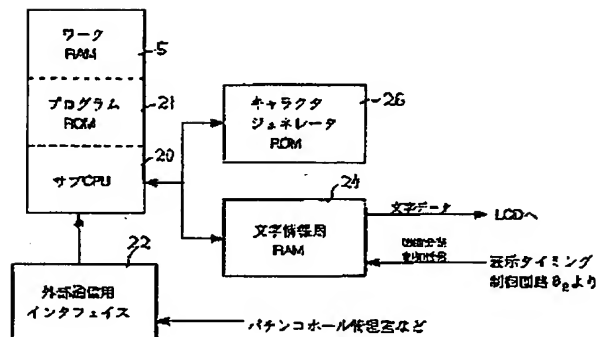 ワーク
RAM
5
プログラム
ROM
21
20
サブCPU
キャラクタ
ジェネレータ
ROM
26
24
文字情報用
RAM
文字データ
LCDへ
表示タイミング
制御回路
より
22
外部通信用
インタフェイス
パチンコホール管理室など